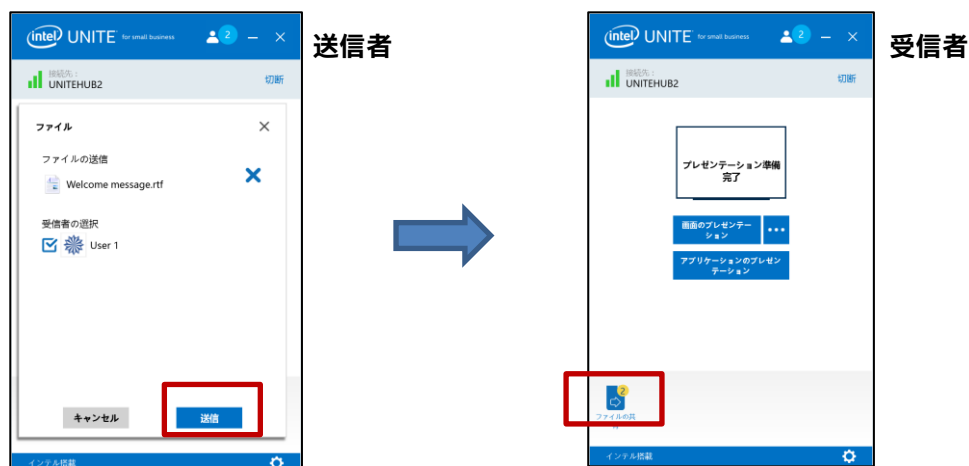 intel UNITE for small business 2
送信者
接続先：
UNITEHUB2
切断
ファイル
ファイルの送信
Welcome message.rtf
受信者の選択
User 1
キャンセル
送信
インテル搭載
intel UNITE for small business 2
受信者
接続先：
UNITEHUB2
切断
プレゼンテーション準備
完了
画面のプレゼンテー
ション
アプリケーションのプレゼン
テーション
2
ファイルの共
インテル搭載